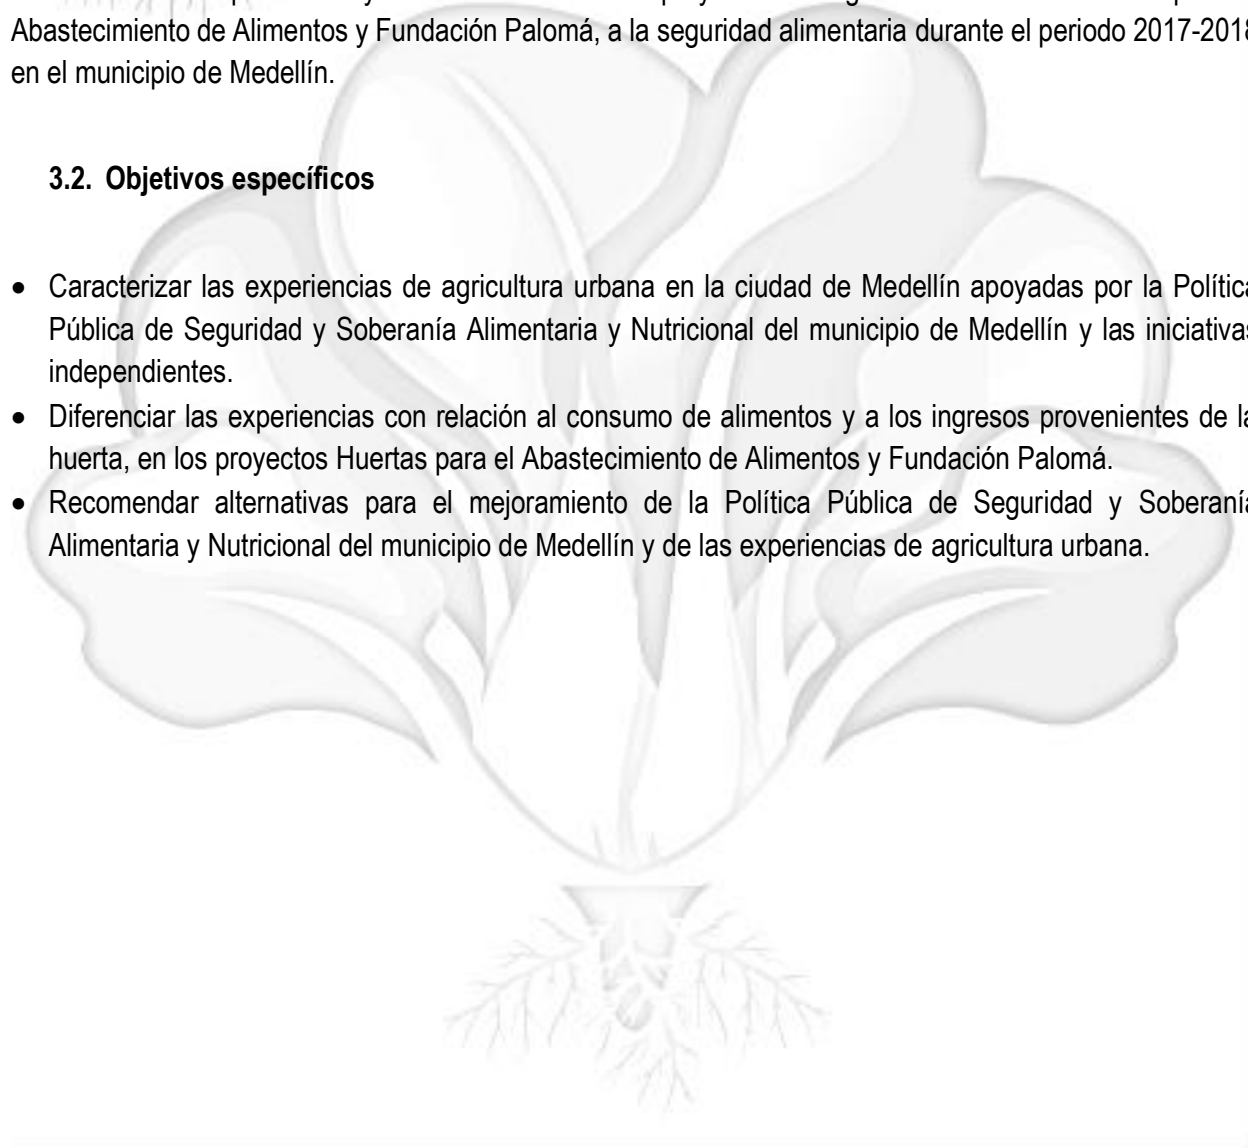 Abastecimiento de Alimentos y Fundación Palomá, a la seguridad alimentaria durante el periodo 2017-2018
en el municipio de Medellín.
3.2. Objetivos específicos
• Caracterizar las experiencias de agricultura urbana en la ciudad de Medellín apoyadas por la Política
Pública de Seguridad y Soberanía Alimentaria y Nutricional del municipio de Medellín y las iniciativas
independientes.
• Diferenciar las experiencias con relación al consumo de alimentos y a los ingresos provenientes de la
huerta, en los proyectos Huertas para el Abastecimiento de Alimentos y Fundación Palomá.
• Recomendar alternativas para el mejoramiento de la Política Pública de Seguridad y Soberanía
Alimentaria y Nutricional del municipio de Medellín y de las experiencias de agricultura urbana.